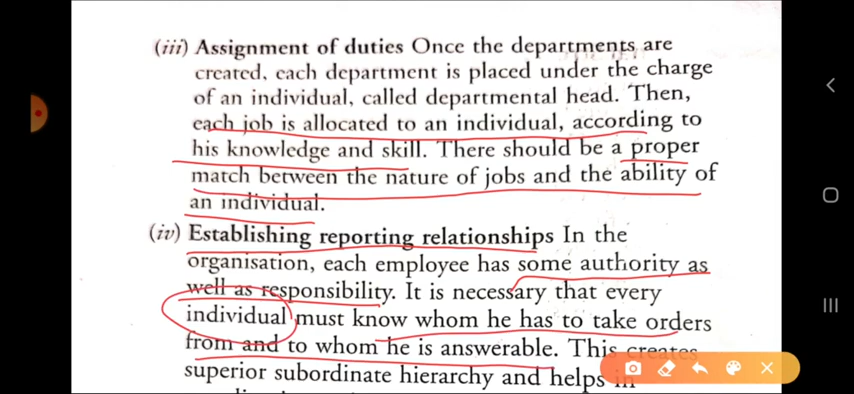 (iii) Assignment of duties Once the departments are
created, each department is placed under the charge
of an individual, called departmental head. Then,
each job is allocated to an individual, according to
his knowledge and skill. There should be a proper
match between the nature of jobs and the ability of
an individual.
(iv) Establishing reporting relationships In the
organisation, each employee has some authority as
well as responsibility. It is necessary that every
individual must know whom he has to take orders
from and to whom he is answerable. This creates
superior subordinate hierarchy and helps in